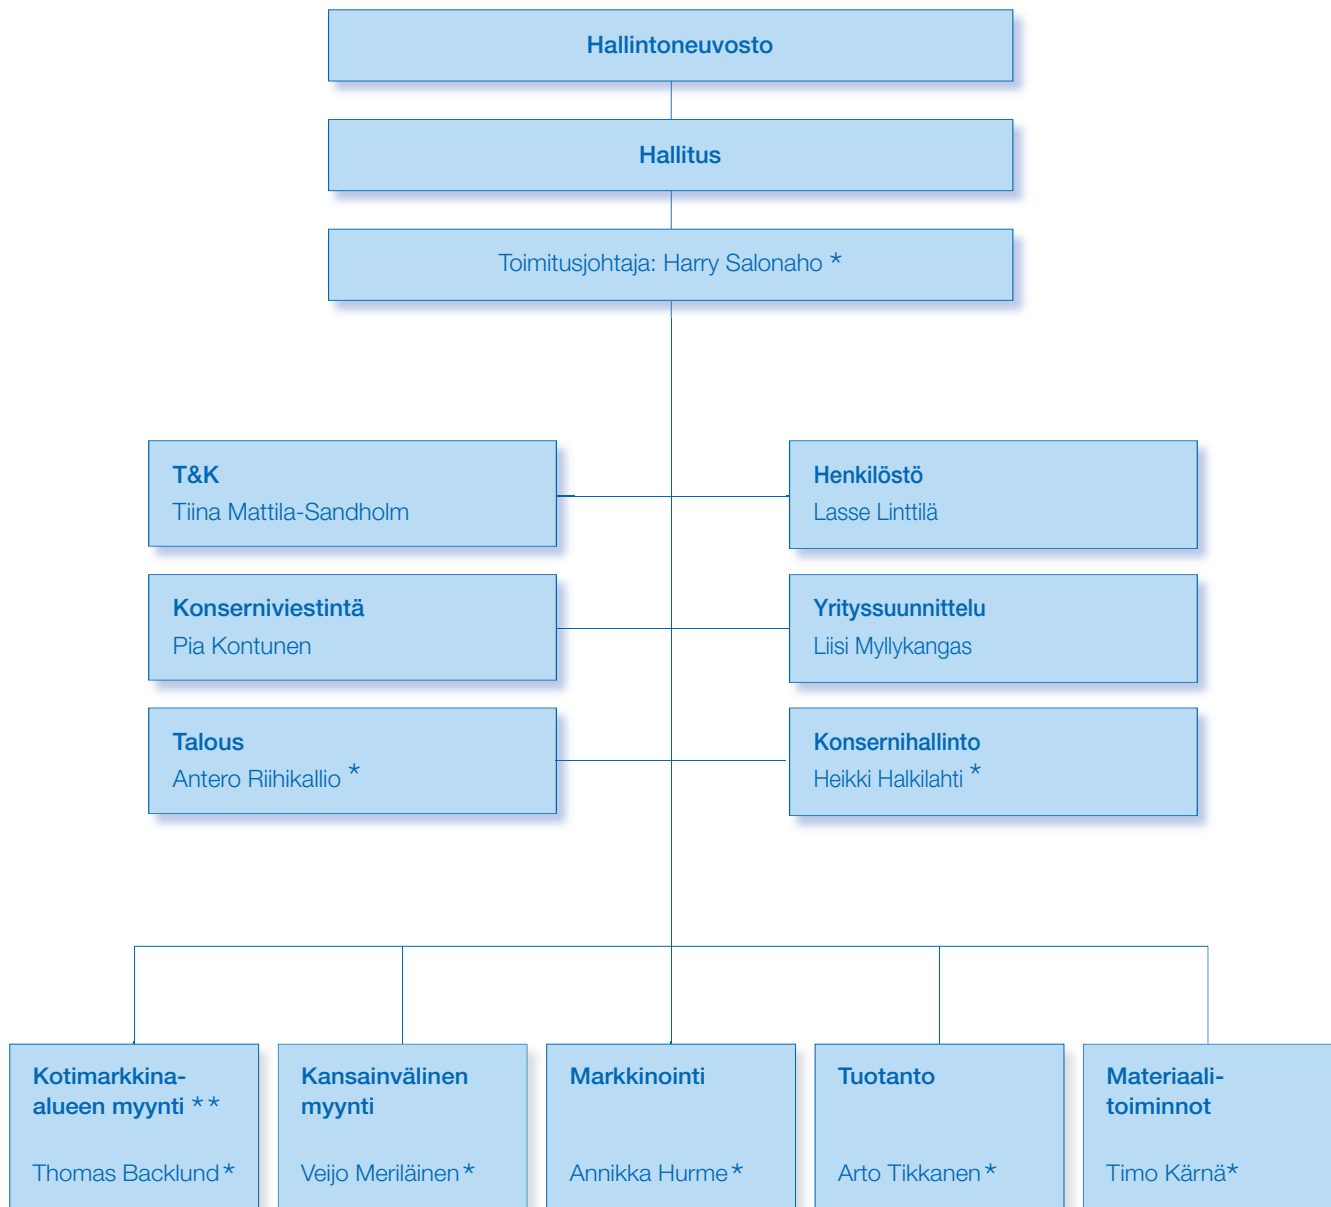 Hallintoneuvosto
Hallitus
Toimitusjohtaja: Harry Salonaho *
T&K
Tiina Mattila-Sandholm
Henkilöstö
Lasse Linttilä
Konserniviestintä
Pia Kontunen
Yrityssuunnittelu
Liisi Myllykangas
Talous
Antero Riihikallio *
Konsernihallinto
Heikki Halkilahti *
Kotimarkkina-
alueen myynti **
Thomas Backlund *
Kansainvälinen
myynti
Veijo Meriläinen *
Markkinointi
Annikka Hurme *
Tuotanto
Arto Tikkanen *
Materiaali-
toiminnot
Timo Kärnä*